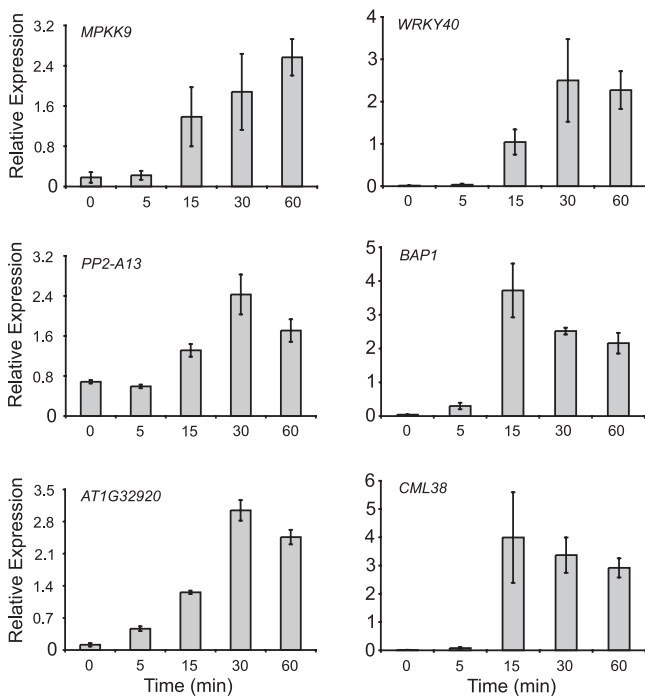 MPKK9
Relative Expression
3.2
2.4
1.6
0.8
0
0 5 15 30 60
WRKY40
4
3
2
1
0
0 5 15 30 60
PP2-A13
Relative Expression
3.2
2.4
1.6
0.8
0
0 5 15 30 60
BAP1
5
4
3
2
1
0
0 5 15 30 60
AT1G32920
Relative Expression
3.5
2.8
2.1
1.4
0.7
0
0 5 15 30 60
Time (min)
CML38
6
5
4
3
2
1
0
0 5 15 30 60
Time (min)